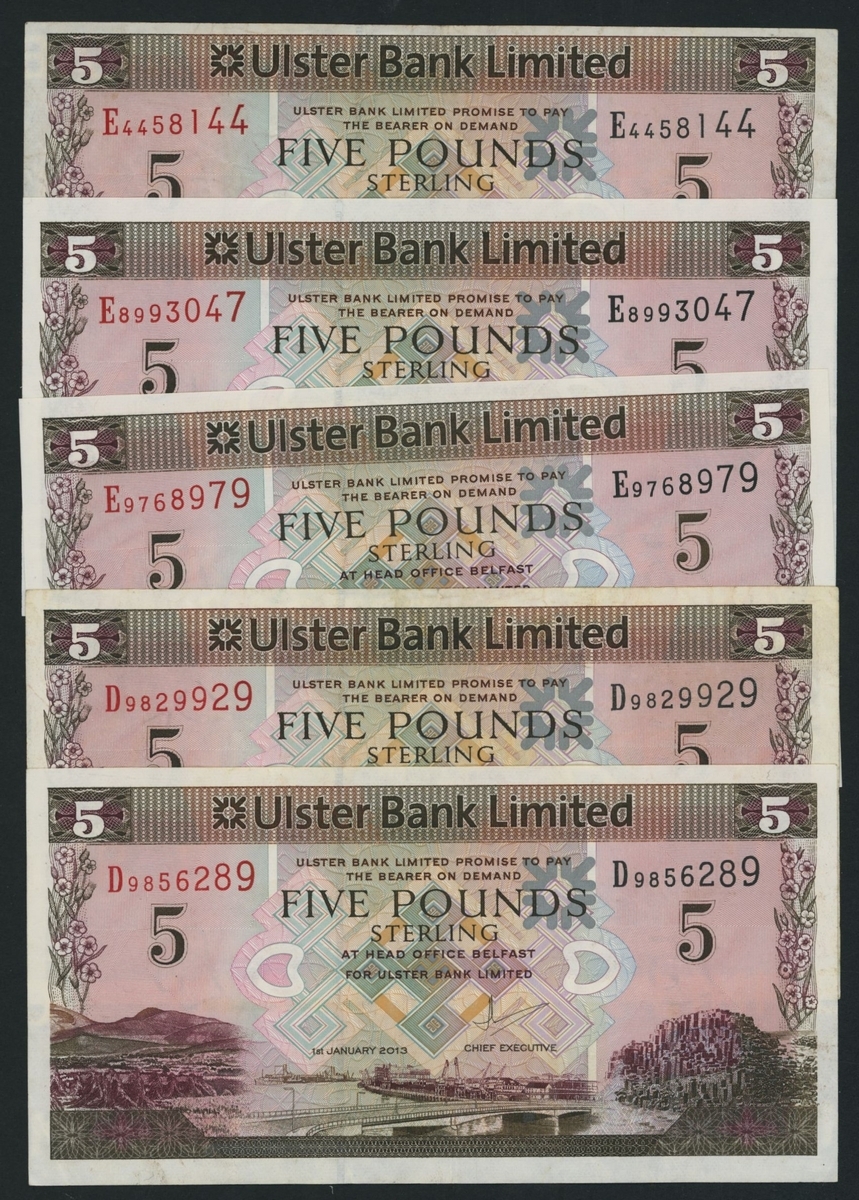 5 Ulster Bank Limited 5
ULSTER BANK LIMITED PROMISE TO PAY
E4458144 THE BEARER ON DEMAND E4458144
FIVE POUNDS
5 STERLING 5
5 Ulster Bank Limited 5
ULSTER BANK LIMITED PROMISE TO PAY
E8993047 THE BEARER ON DEMAND E8993047
FIVE POUNDS
5 STERLING 5
5 Ulster Bank Limited 5
ULSTER BANK LIMITED PROMISE TO PAY
E9768979 THE BEARER ON DEMAND E9768979
FIVE POUNDS
5 STERLING 5
AT HEAD OFFICE BELFAST
5 Ulster Bank Limited 5
ULSTER BANK LIMITED PROMISE TO PAY
D9829929 THE BEARER ON DEMAND D9829929
FIVE POUNDS
5 STERLING 5
5 Ulster Bank Limited 5
ULSTER BANK LIMITED PROMISE TO PAY
D9856289 THE BEARER ON DEMAND D9856289
FIVE POUNDS
5 STERLING 5
AT HEAD OFFICE BELFAST
FOR ULSTER BANK LIMITED
1st JANUARY 2013 CHIEF EXECUTIVE